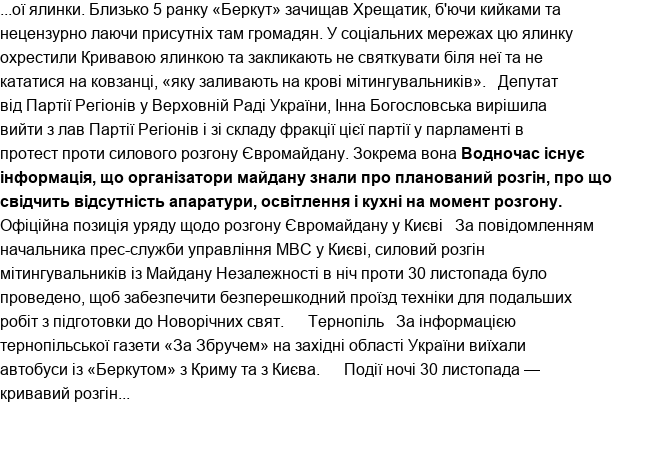 ...ої ялинки. Близько 5 ранку «Беркут» зачищав Хрещатик, б'ючи кийками та
нецензурно лаючи присутніх там громадян. У соціальних мережах цю ялинку
охрестили Кривавою ялинкою та закликають не святкувати біля неї та не
кататися на ковзанці, «яку заливають на крові мітингувальників».   Депутат
від Партії Регіонів у Верховній Раді України, Інна Богословська вирішила
вийти з лав Партії Регіонів і зі складу фракції цієї партії у парламенті в
протест проти силового розгону Євромайдану. Зокрема вона Водночас існує
інформація, що організатори майдану знали про планований розгін, про що
свідчить відсутність апаратури, освітлення і кухні на момент розгону.
Офіційна позиція уряду щодо розгону Євромайдану у Києві   За повідомленням
начальника прес-служби управління МВС у Києві, силовий розгін
мітингувальників із Майдану Незалежності в ніч проти 30 листопада було
проведено, щоб забезпечити безперешкодний проїзд техніки для подальших
робіт з підготовки до Новорічних свят.      Тернопіль   За інформацією
тернопільської газети «За Збручем» на західні області України виїхали
автобуси із «Беркутом» з Криму та з Києва.      Події ночі 30 листопада —
кривавий розгін...